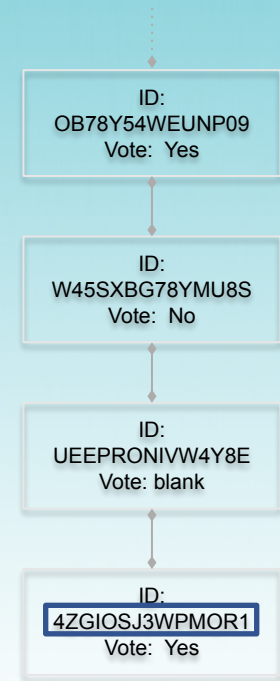 ID:
OB78Y54WEUNP09
Vote:  Yes
ID:
W45SXBG78YMU8S
Vote:  No
ID:
UEEPRONIVW4Y8E
Vote: blank
ID:
4ZGIOSJ3WPMOR1
Vote:  Yes